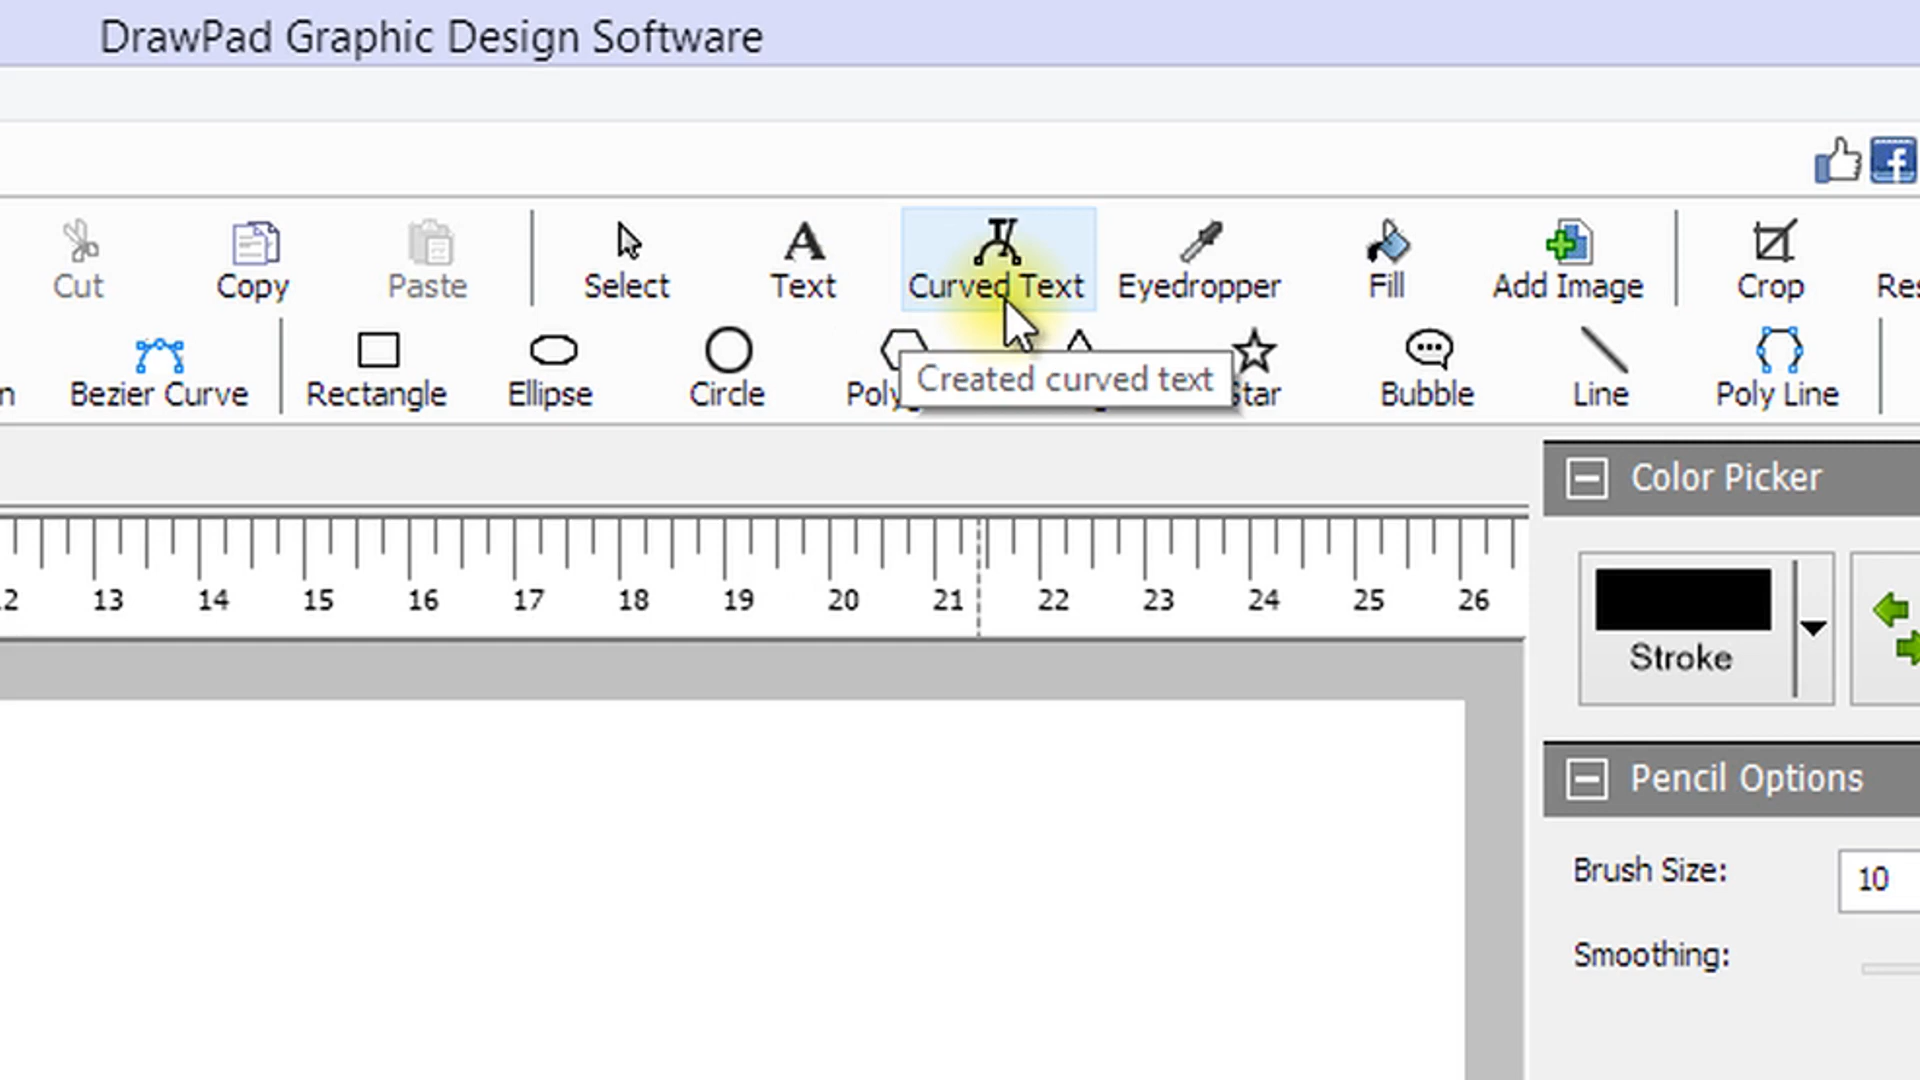 DrawPad Graphic Design Software
Cut Copy Paste Select Text Curved Text Eyedropper Fill Add Image Crop
Bezier Curve Rectangle Ellipse Circle Bubble Line Poly Line
Created curved text
Color Picker
13 14 15 16 17 18 19 20 21 22 23 24 25 26
Stroke
Pencil Options
Brush Size: 10
Smoothing: